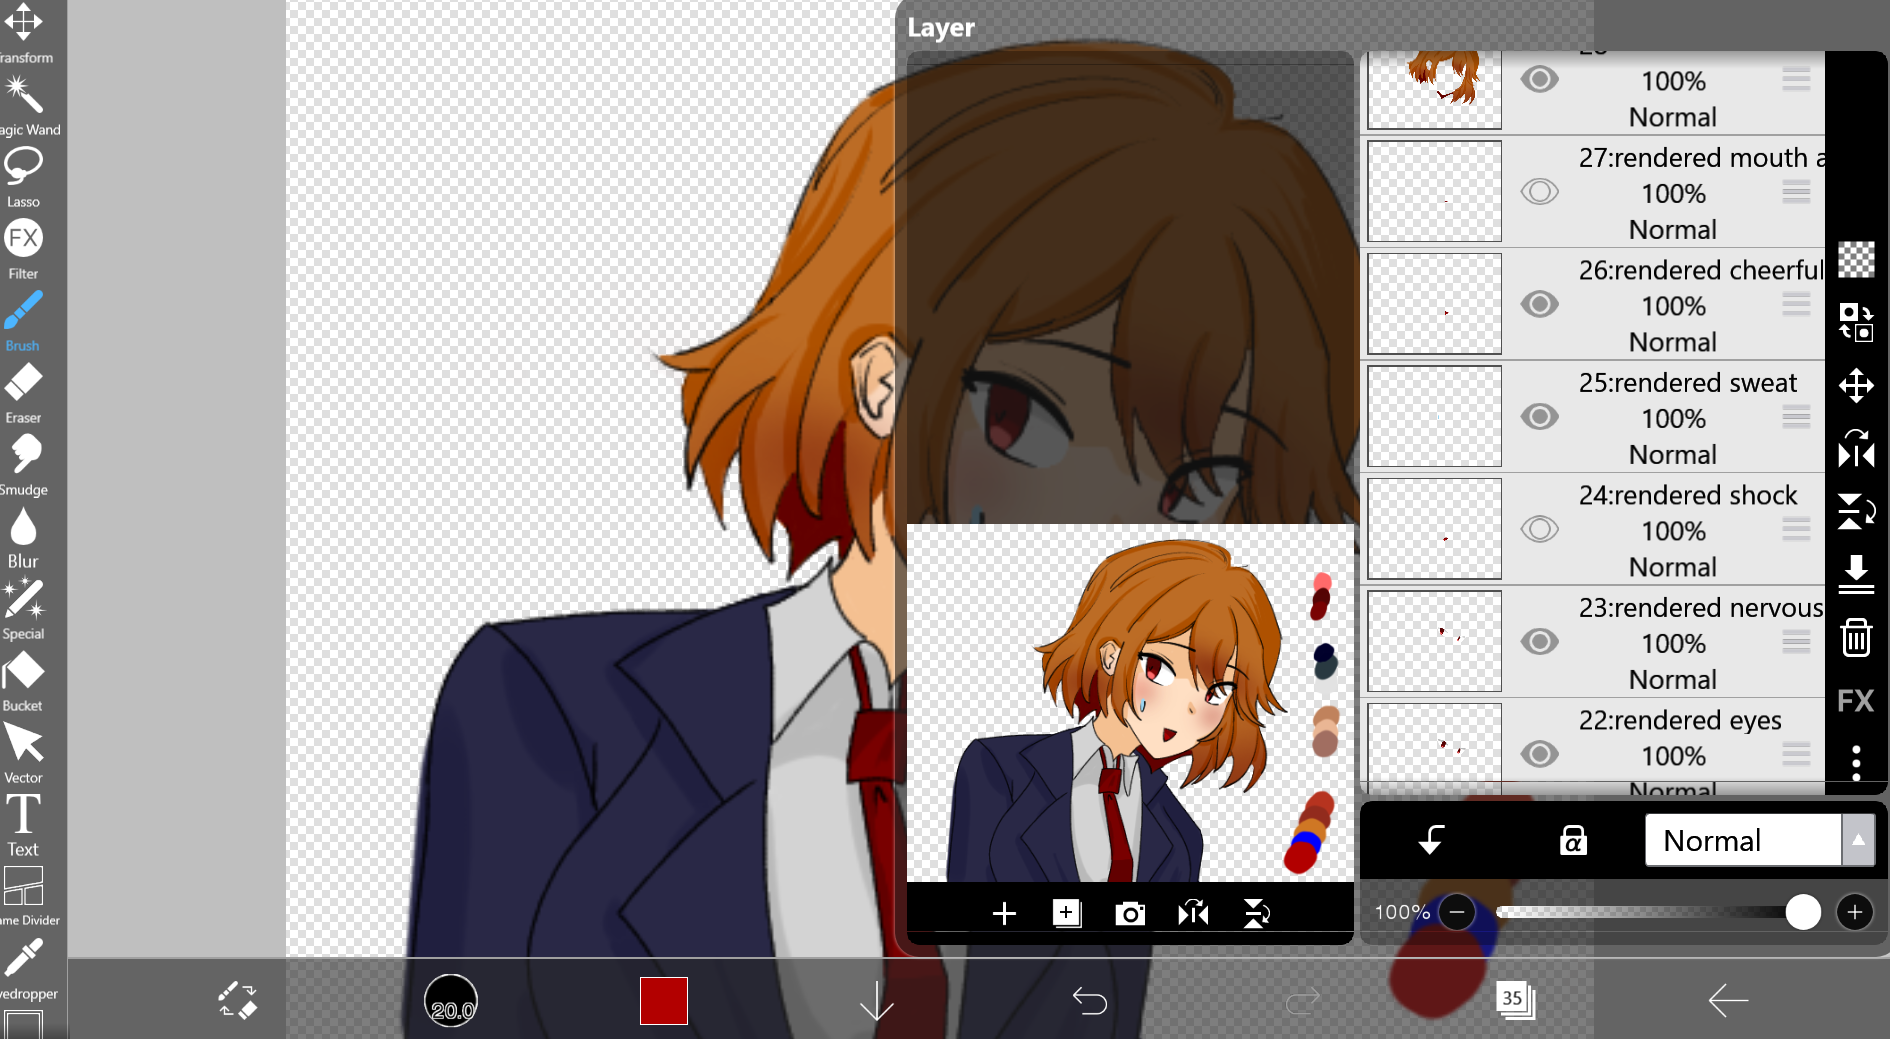 ransform
agic Wand
Lasso
FX
Filter
Brush
Eraser
Smudge
Blur
Special
Bucket
Vector
T
Text
ame Divider
yedropper
Layer
100%
Normal
27:rendered mouth a
100%
Normal
26:rendered cheerful
100%
Normal
25:rendered sweat
100%
Normal
24:rendered shock
100%
Normal
23:rendered nervous
100%
Normal
22:rendered eyes
100%
Normal
FX
α
Normal
100%
20.0
35